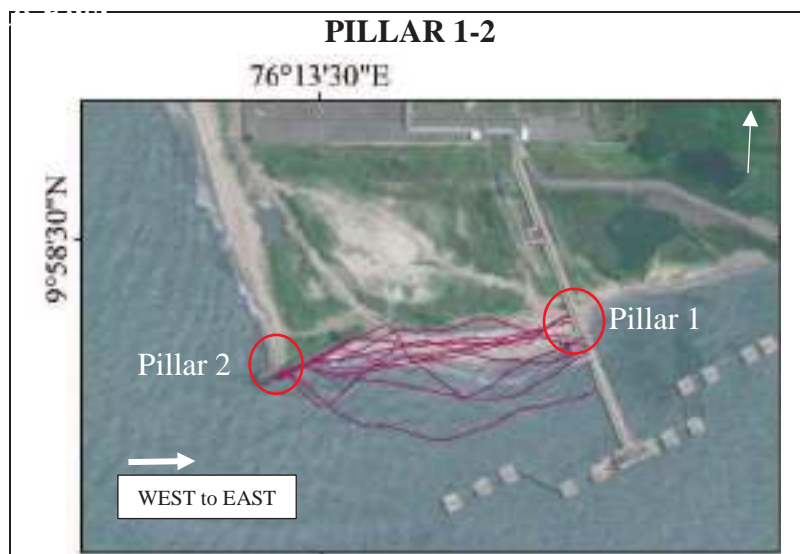 PILLAR 1-2
76°13'30"E
9°58'30"N
Pillar 1
Pillar 2
WEST to EAST